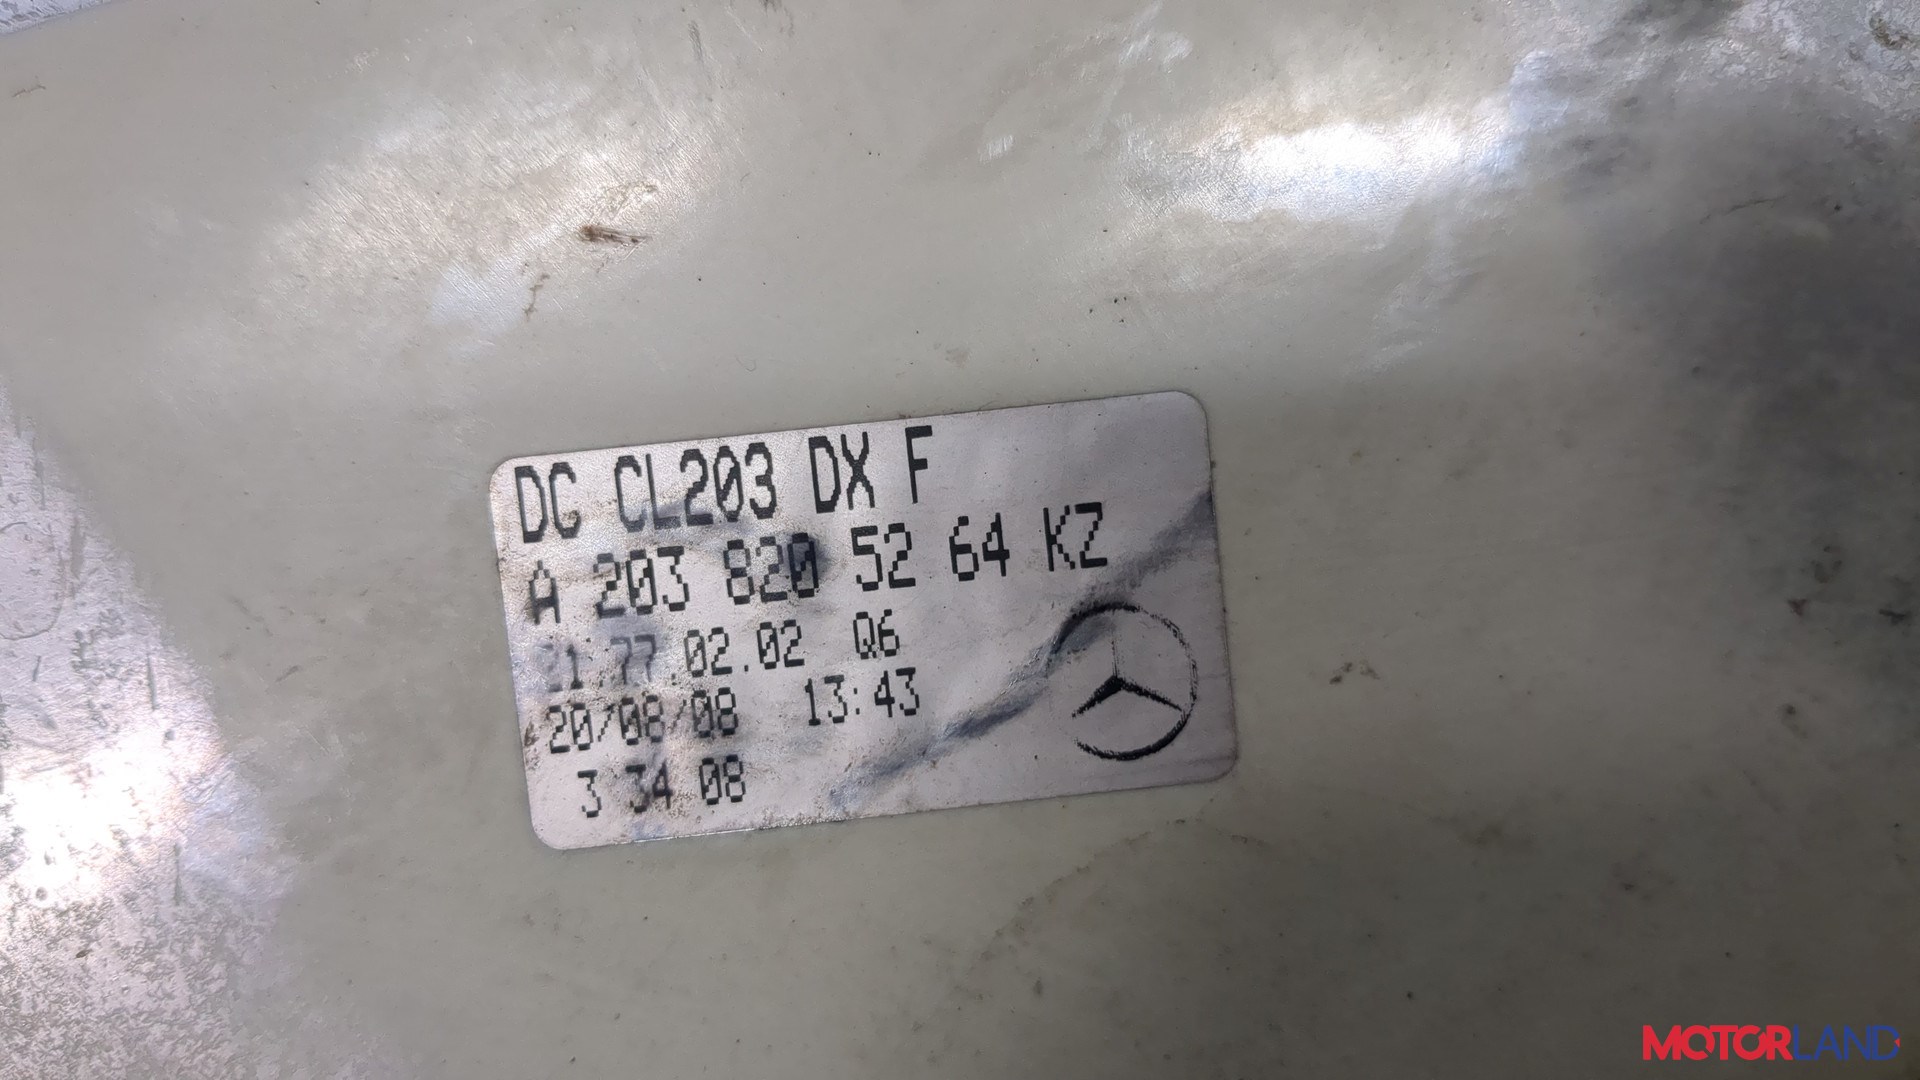 DC CL203 DX F
A 203 820 52 64 KZ
21.77.02.02 Q6
20/08/08 13:43
3 34 08
MOTORLAND